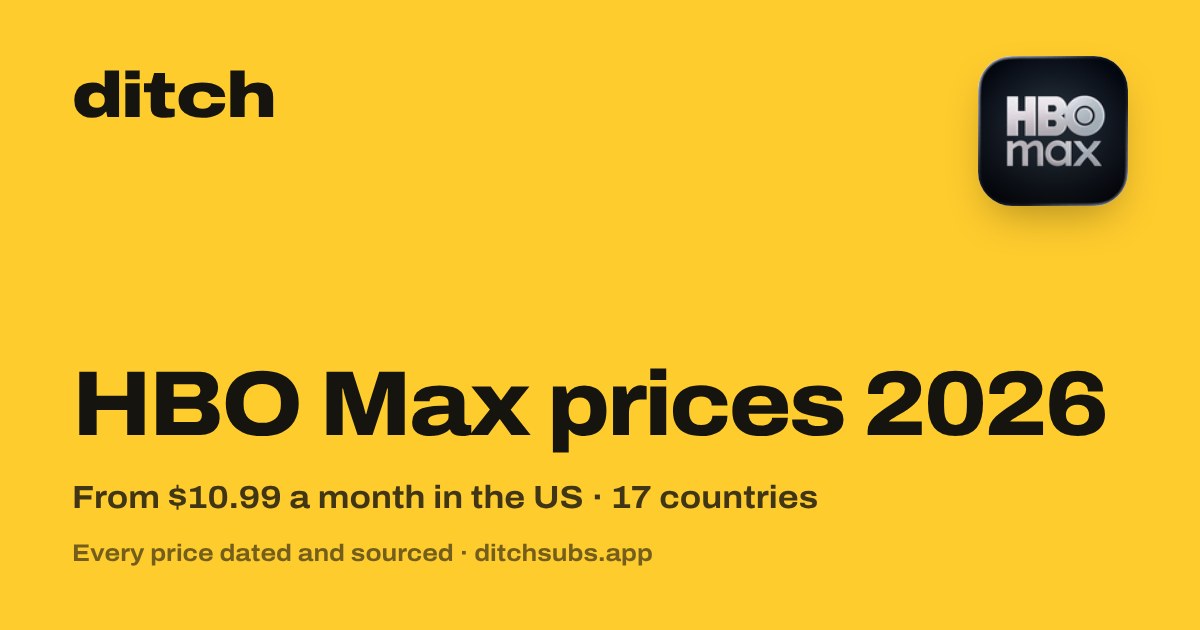 ditch
HBO
max
HBO Max prices 2026
From $10.99 a month in the US · 17 countries
Every price dated and sourced · ditchsubs.app